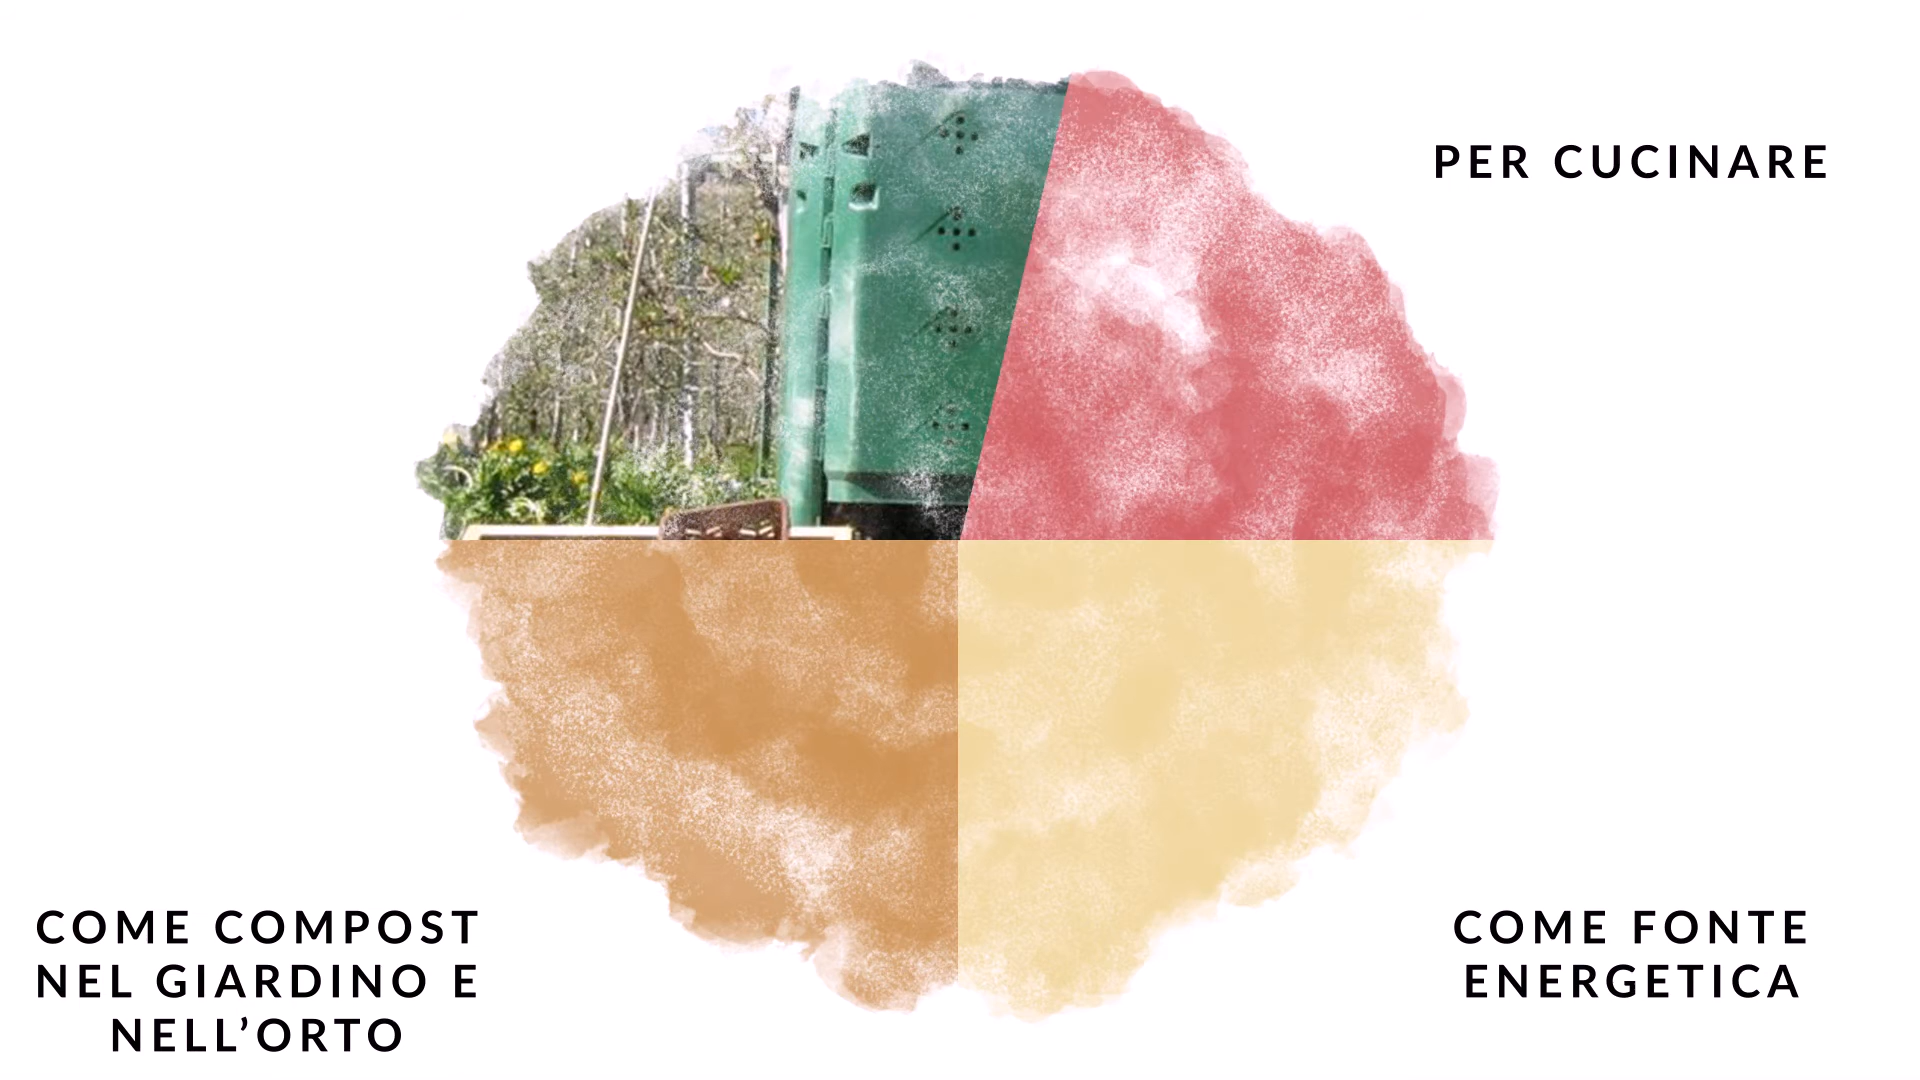 PER CUCINARE
COME COMPOST
NEL GIARDINO E
NELL’ORTO
COME FONTE
ENERGETICA